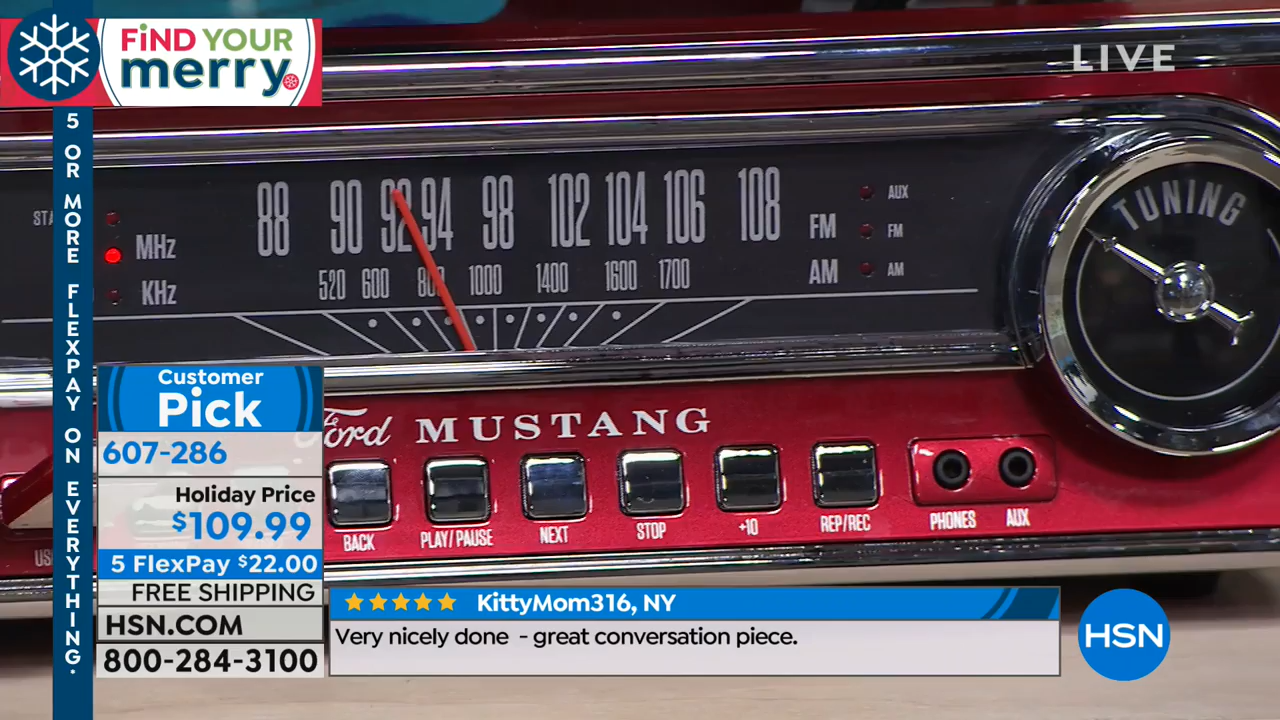 FiND YOUR
merry.
LIVE
5 OR MORE FLEXPAY ON EVERYTHING.
88 90 92 94 98 102 104 106 108
MHz
FM
AUX
FM
520 600 800 1000 1400 1600 1700
KHz
AM
AM
TUNING
Ford MUSTANG
BACK
PLAY/PAUSE
NEXT
STOP
+10
REP/REC
PHONES
AUX
Customer
Pick
607-286
Holiday Price
$109.99
5 FlexPay $22.00
FREE SHIPPING
HSN.COM
800-284-3100
KittyMom316, NY
Very nicely done - great conversation piece.
HSN